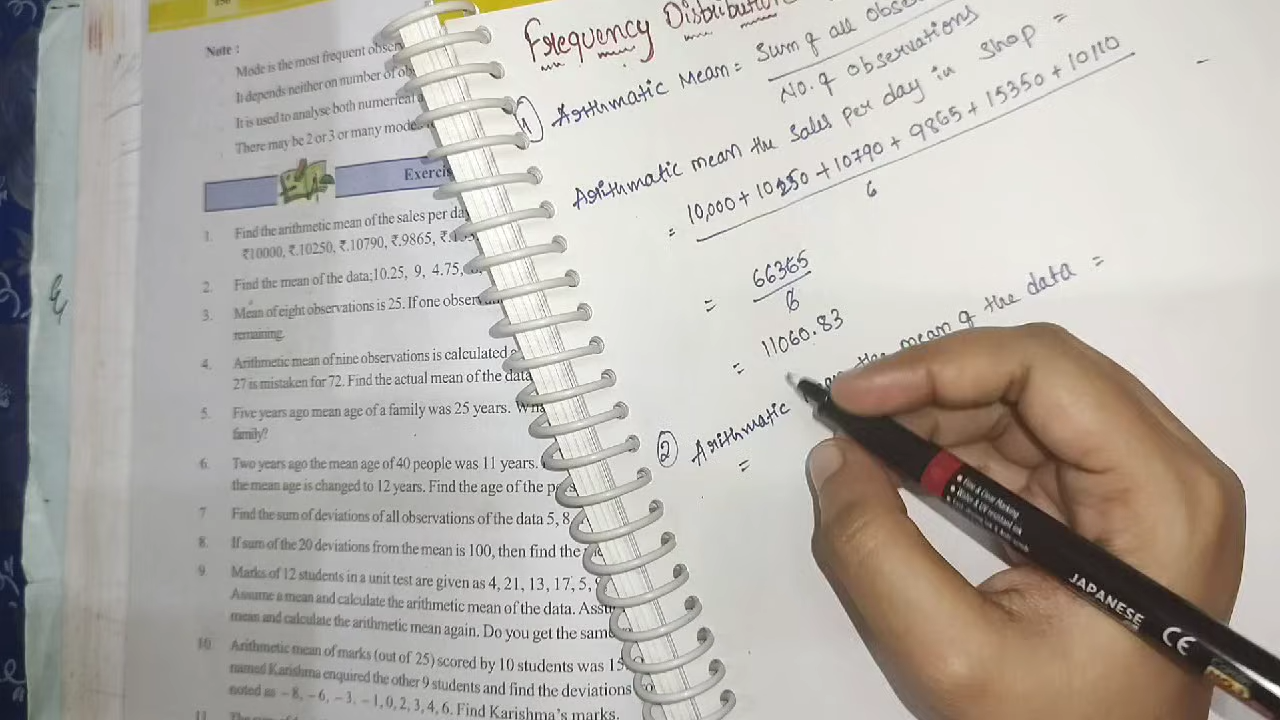 Note :
Mode is the most frequent obser
It depends neither on number of ob
It is used to analyse both numerical
There may be 2 or 3 or many mode
Exercis
1. Find the arithmetic mean of the sales per da
₹10000, ₹.10250, ₹.10790, ₹.9865, ₹.
2. Find the mean of the data; 10.25, 9, 4.75,
3. Mean of eight observations is 25. If one obser
remaining.
4. Arithmetic mean of nine observations is calculated
27 is mistaken for 72. Find the actual mean of the data
5. Five years ago mean age of a family was 25 years. Wha
family?
6. Two years ago the mean age of 40 people was 11 years.
the mean age is changed to 12 years. Find the age of the pe
7 Find the sum of deviations of all observations of the data 5, 8,
8. If sum of the 20 deviations from the mean is 100, then find the me
9. Marks of 12 students in a unit test are given as 4, 21, 13, 17, 5,
Assume a mean and calculate the arithmetic mean of the data. Assu
mean and calculate the arithmetic mean again. Do you get the same
10 Arithmetic mean of marks (out of 25) scored by 10 students was 15
named Karishma enquired the other 9 students and find the deviations
noted as – 8, – 6, – 3, – 1, 0, 2, 3, 4, 6. Find Karishma's marks.
Frequency Distribution
1 Arithmatic Mean = Sum of all obser
No. of observations
Arithmatic mean the sales per day in shop =
= 10,000 + 10250 + 10790 + 9865 + 15350 + 10110
6
= 66365
6
= 11060.83
2 Arithmatic the mean of the data =
=
JAPANESE
CE